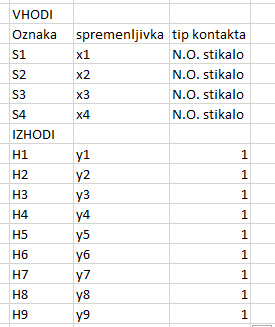 VHODI
Oznaka spremenljivka tip kontakta
S1 x1 N.O. stikalo
S2 x2 N.O. stikalo
S3 x3 N.O. stikalo
S4 x4 N.O. stikalo
IZHODI
H1 y1 1
H2 y2 1
H3 y3 1
H4 y4 1
H5 y5 1
H6 y6 1
H7 y7 1
H8 y8 1
H9 y9 1